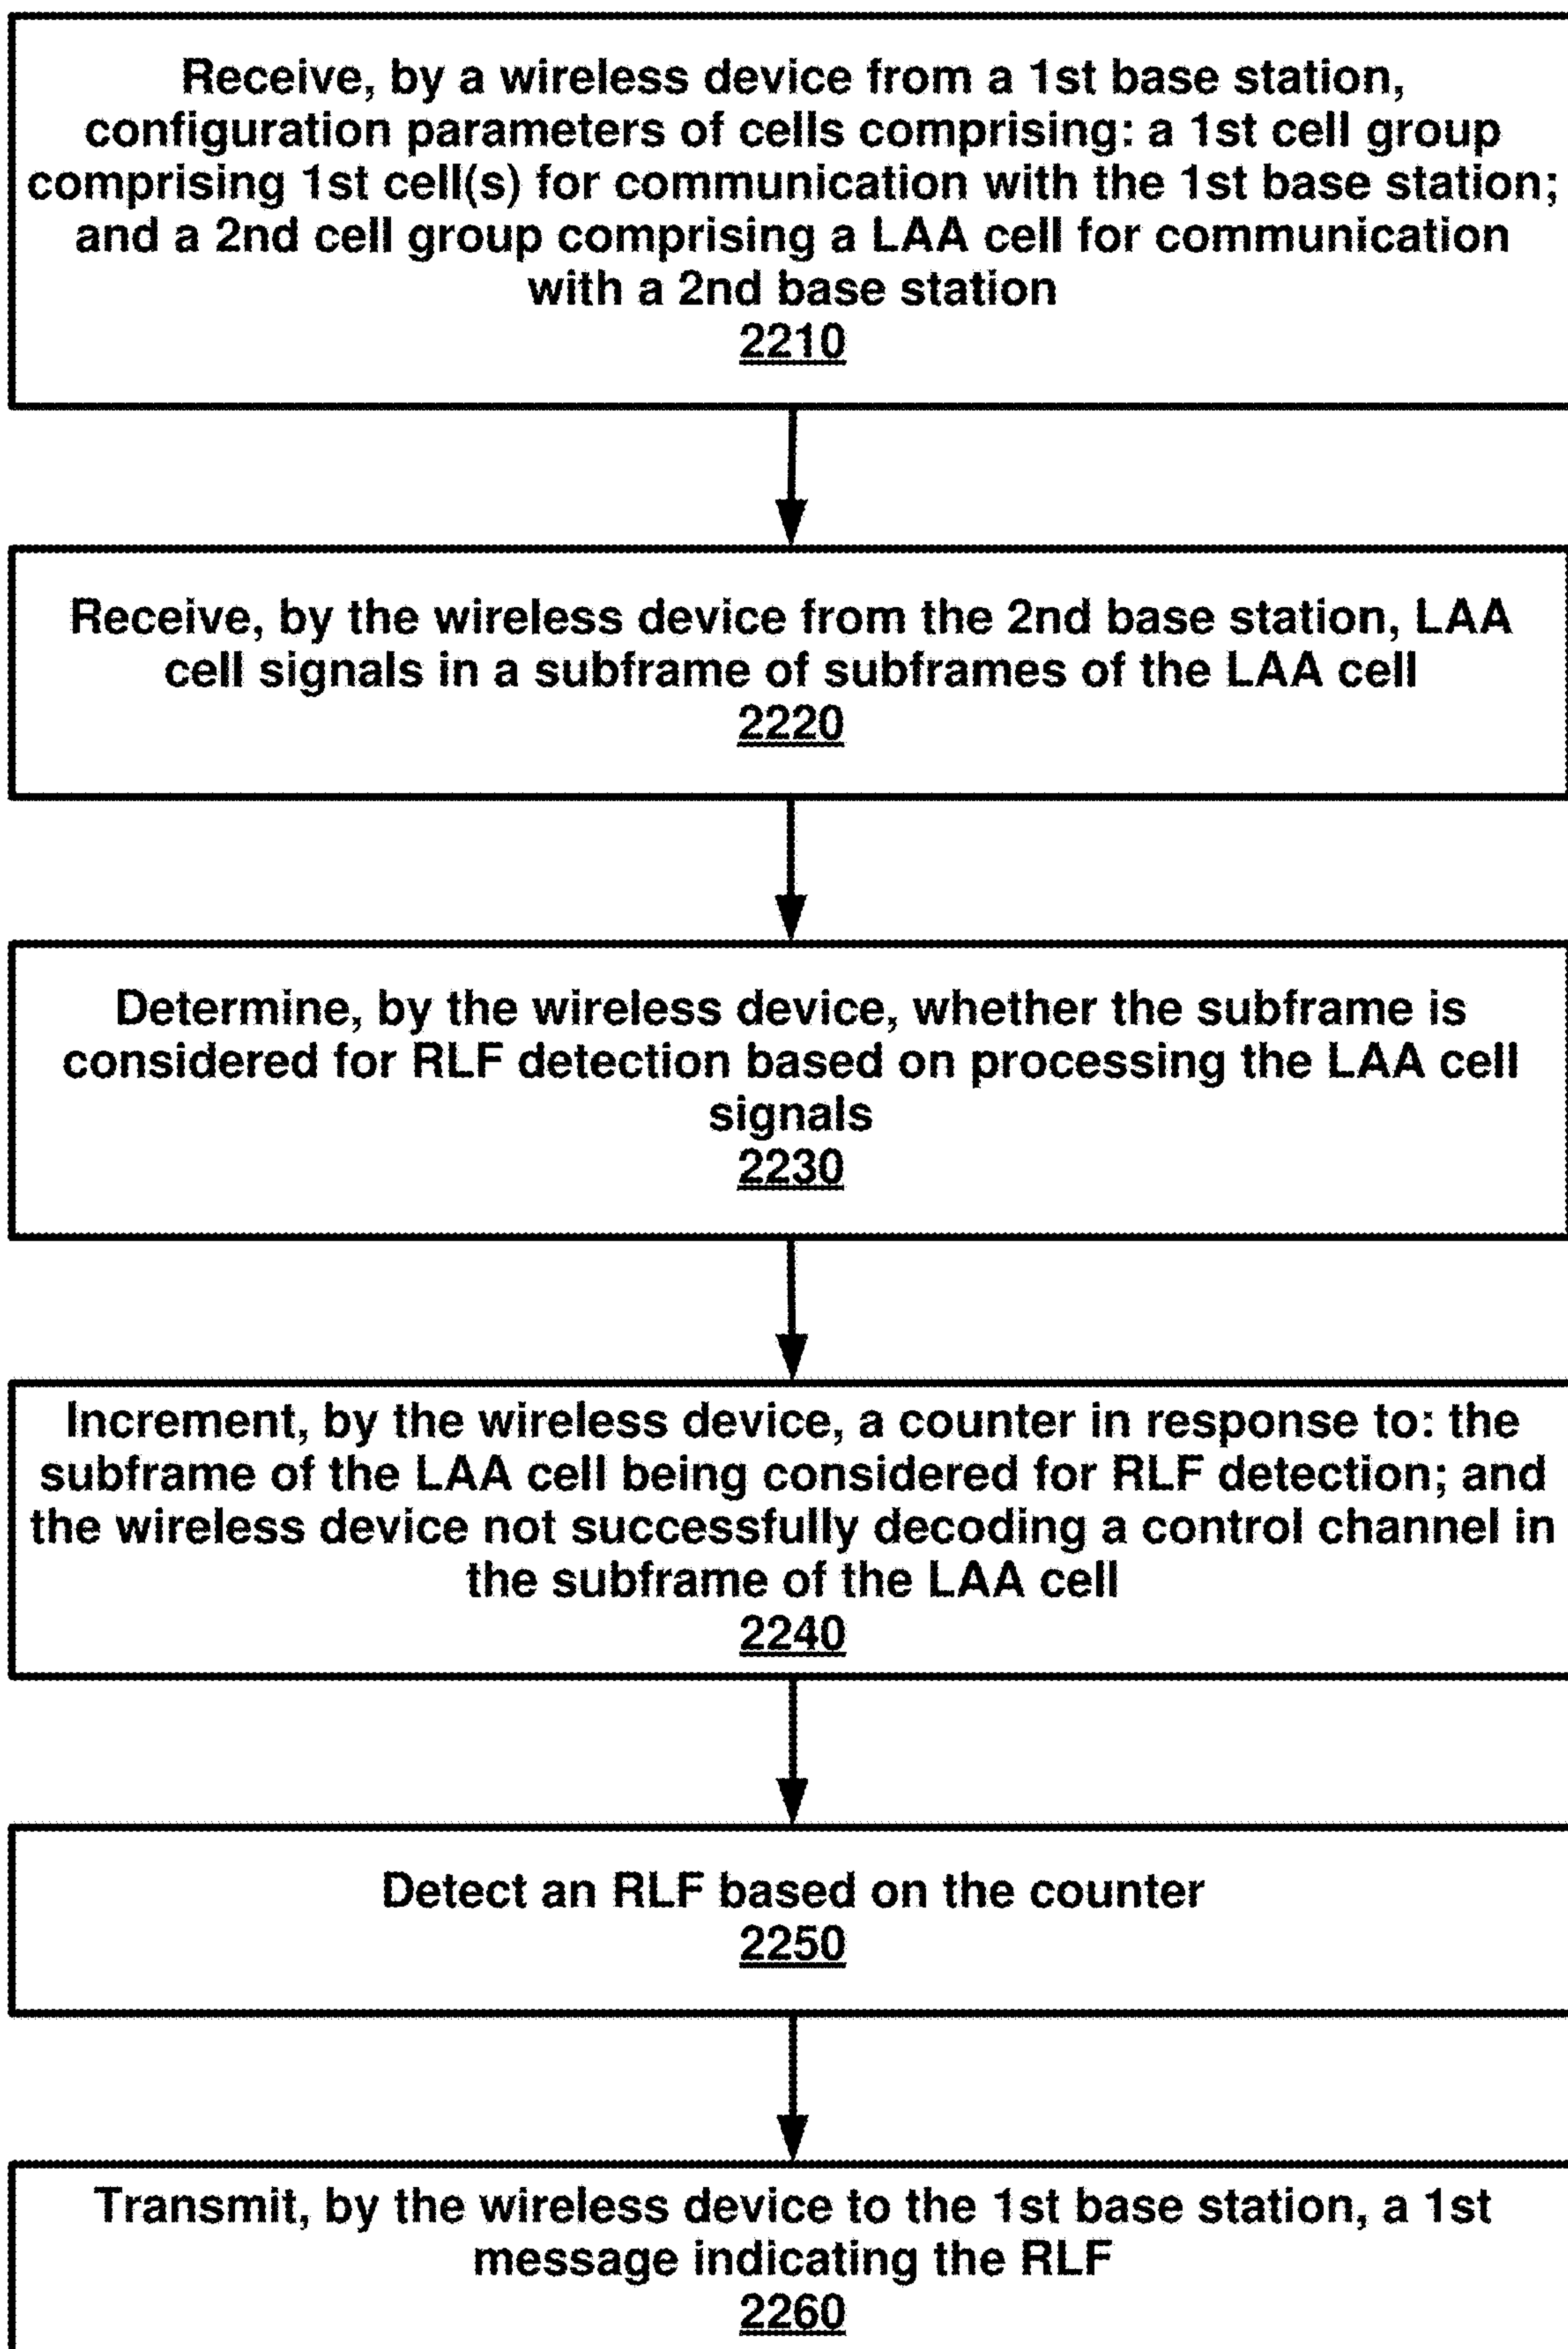 Receive, by a wireless device from a 1st base station,
configuration parameters of cells comprising: a 1st cell group
comprising 1st cell(s) for communication with the 1st base station;
and a 2nd cell group comprising a LAA cell for communication
with a 2nd base station
2210
Receive, by the wireless device from the 2nd base station, LAA
cell signals in a subframe of subframes of the LAA cell
2220
Determine, by the wireless device, whether the subframe is
considered for RLF detection based on processing the LAA cell
signals
2230
Increment, by the wireless device, a counter in response to: the
subframe of the LAA cell being considered for RLF detection; and
the wireless device not successfully decoding a control channel in
the subframe of the LAA cell
2240
Detect an RLF based on the counter
2250
Transmit, by the wireless device to the 1st base station, a 1st
message indicating the RLF
2260